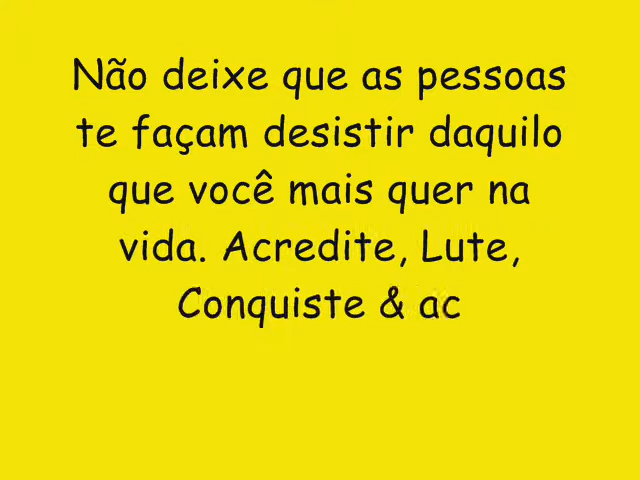 Não deixe que as pessoas
te façam desistir daquilo
que você mais quer na
vida. Acredite, Lute,
Conquiste & ac